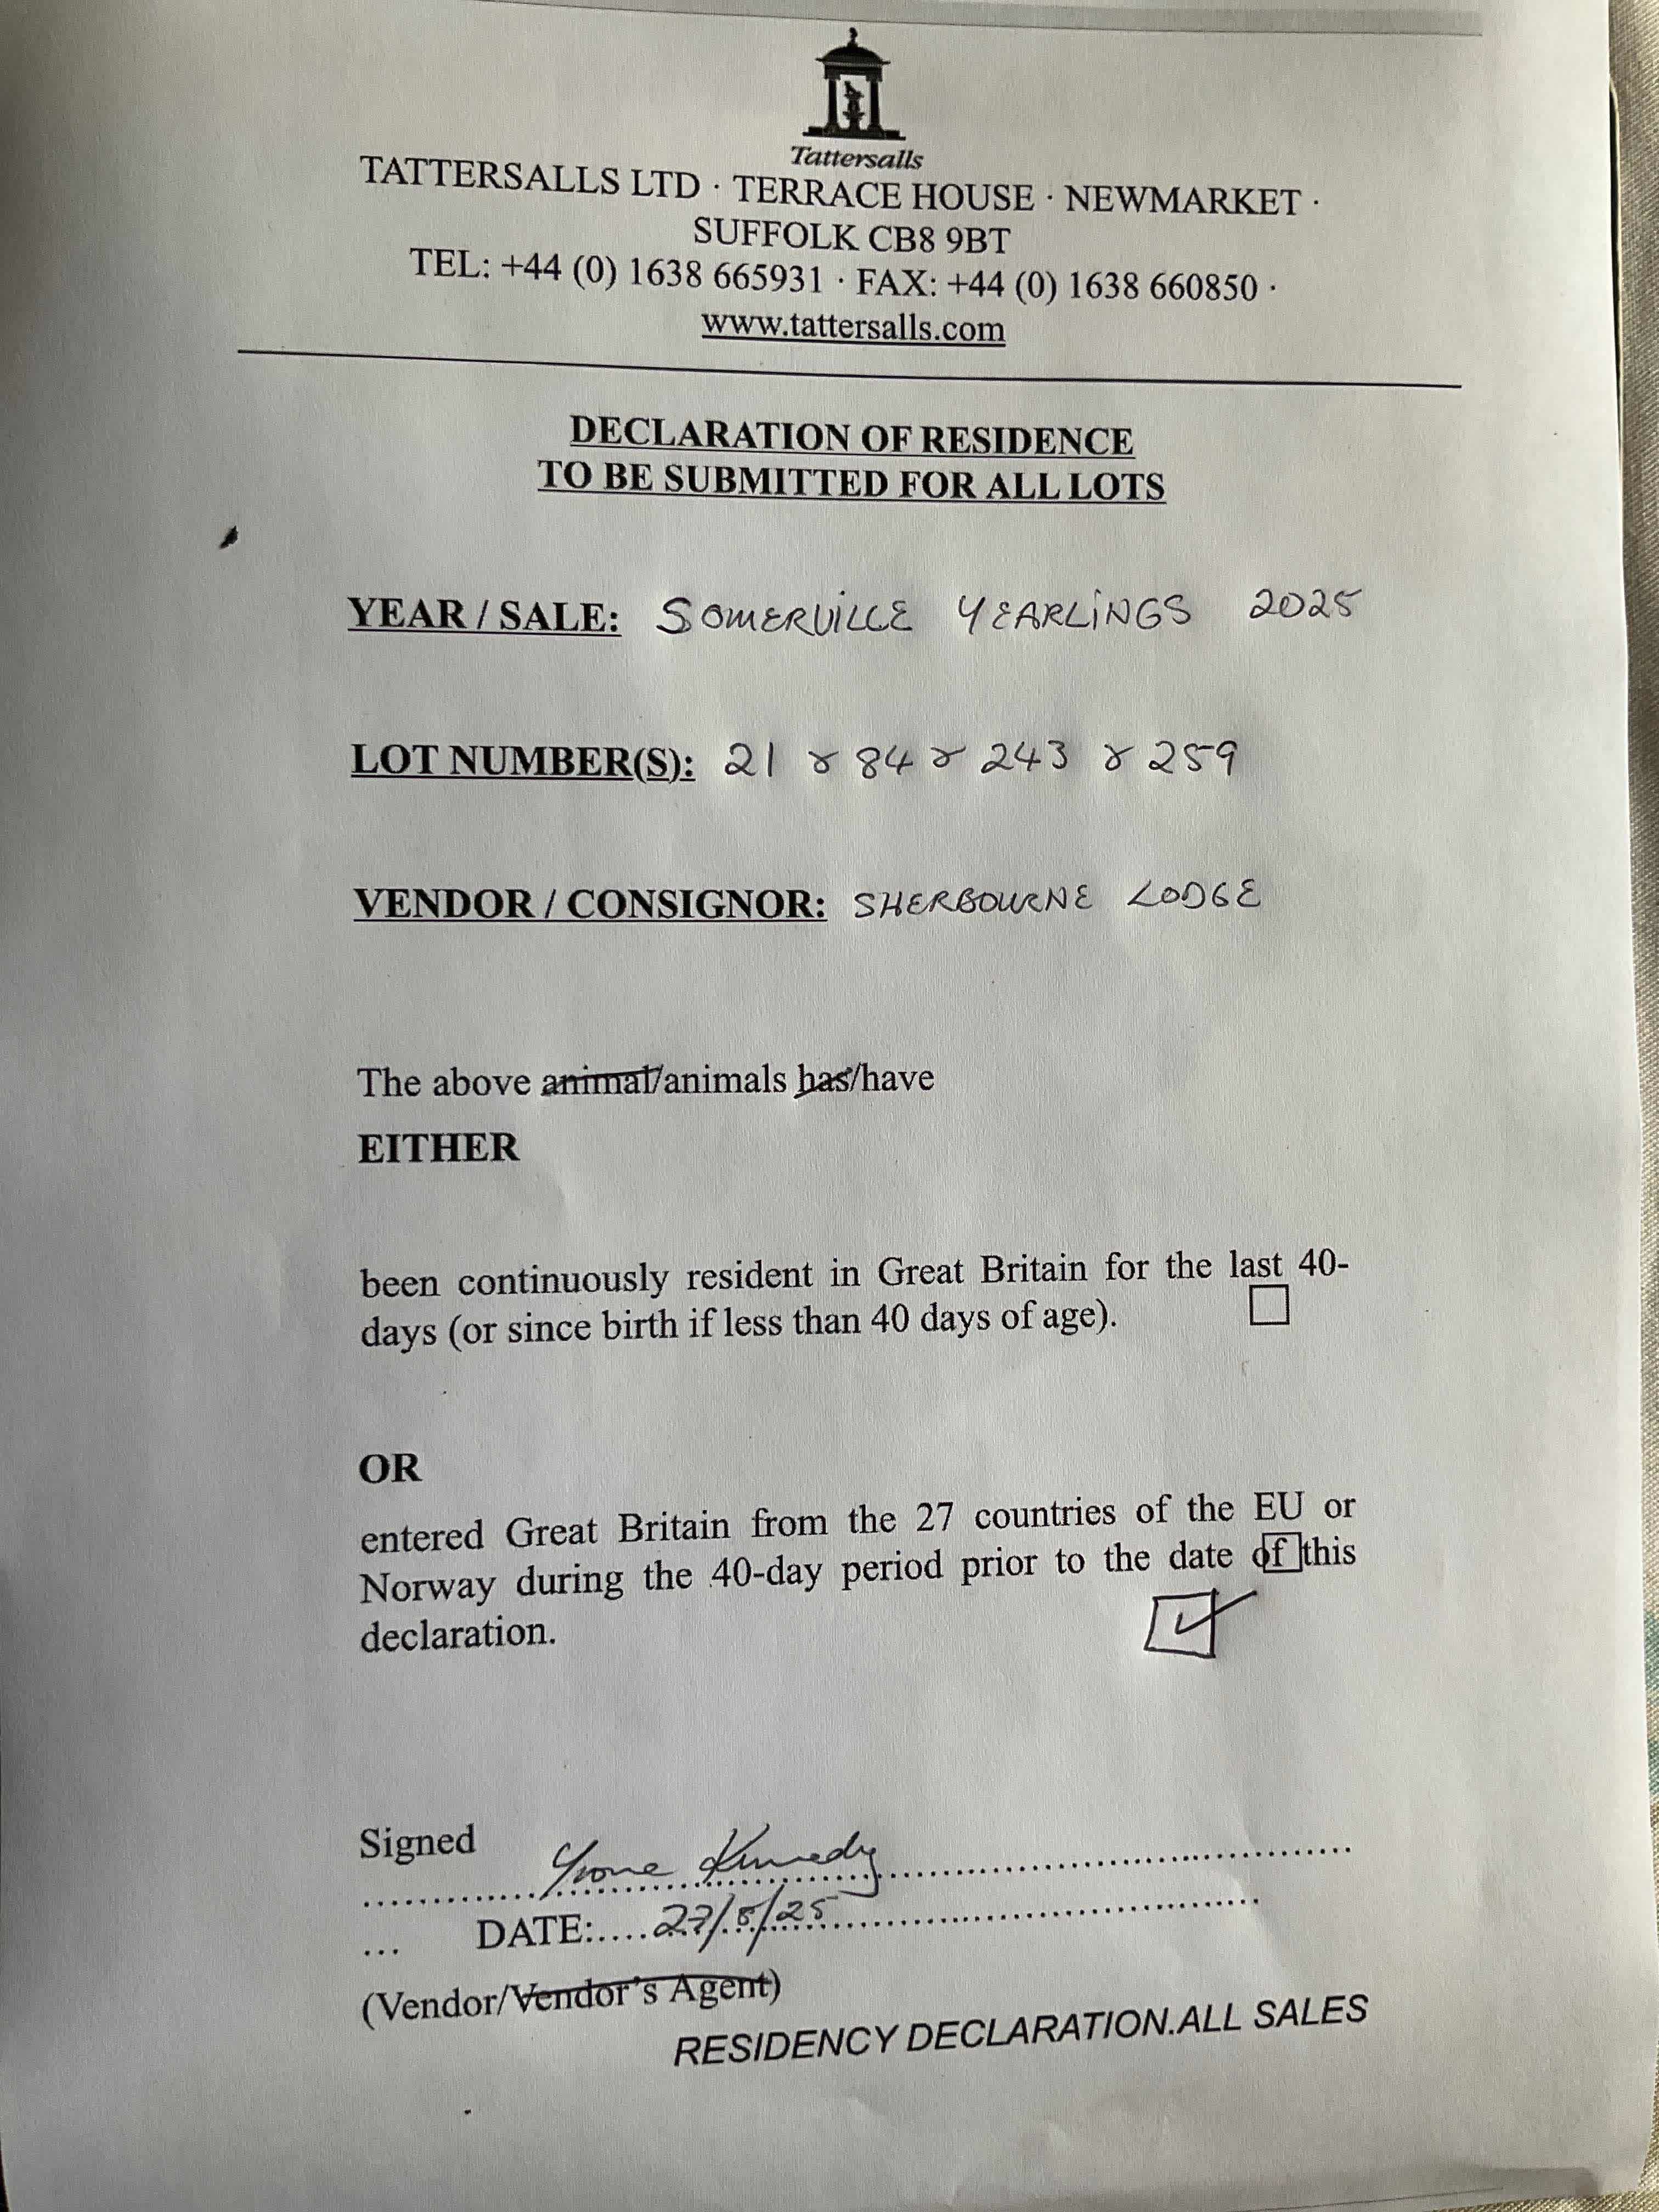 Tattersalls
TATTERSALLS LTD · TERRACE HOUSE · NEWMARKET ·
SUFFOLK CB8 9BT
TEL: +44 (0) 1638 665931 · FAX: +44 (0) 1638 660850 ·
www.tattersalls.com
DECLARATION OF RESIDENCE
TO BE SUBMITTED FOR ALL LOTS
YEAR / SALE: SOMERVILLE YEARLINGS 2025
LOT NUMBER(S): 21 & 84 & 243 & 259
VENDOR / CONSIGNOR: SHERBOURNE LODGE
The above animal/animals has/have
EITHER
been continuously resident in Great Britain for the last 40-
days (or since birth if less than 40 days of age).
OR
entered Great Britain from the 27 countries of the EU or
Norway during the 40-day period prior to the date of this
declaration.
Signed
Yvonne Kennedy
... DATE:....27/8/25
(Vendor/Vendor's Agent)
RESIDENCY DECLARATION.ALL SALES